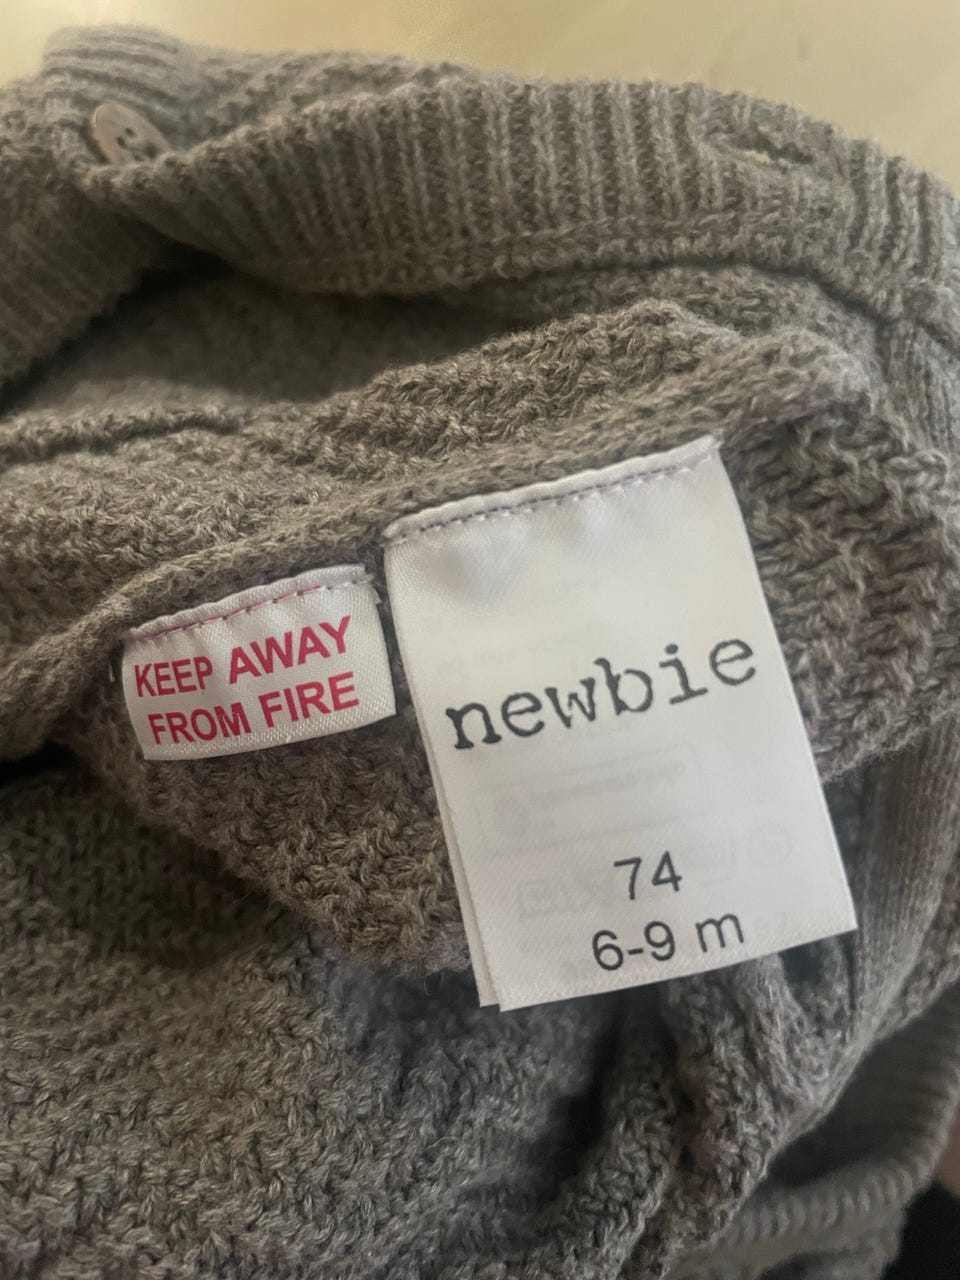 KEEP AWAY
FROM FIRE
newbie
74
6-9 m